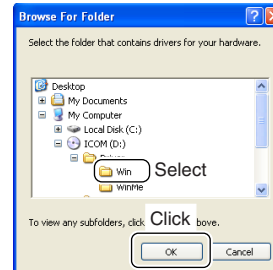 Browse For Folder
Select the folder that contains drivers for your hardware.
Desktop
My Documents
My Computer
Local Disk (C:)
ICOM (D:)
Driver
Win
Select
WinMe
To view any subfolders, click
Click
bove.
OK
Cancel